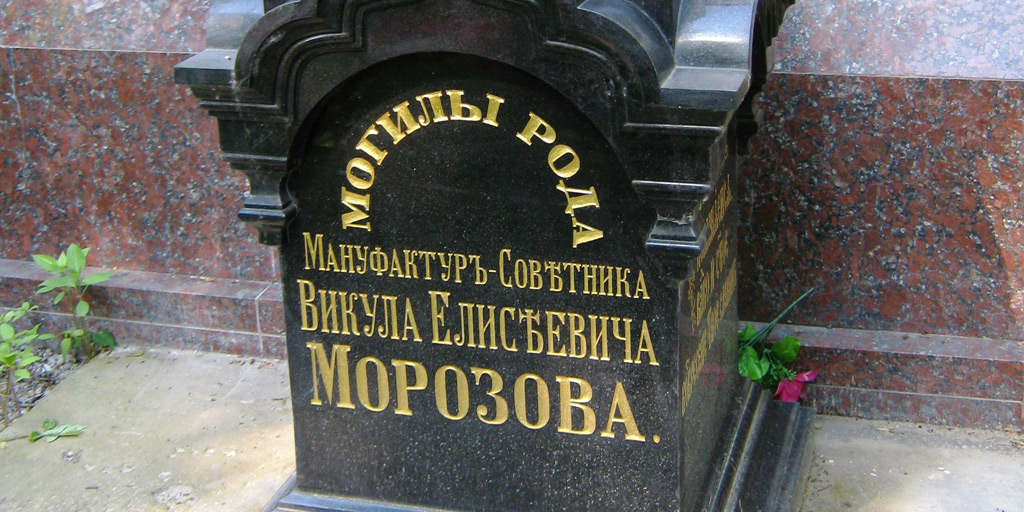 МОГИЛЫ РОДА
МАНУФАКТУРЪ-СОВѢТНИКА
ВИКУЛА ЕЛИСѢЕВИЧА
МОРОЗОВА.